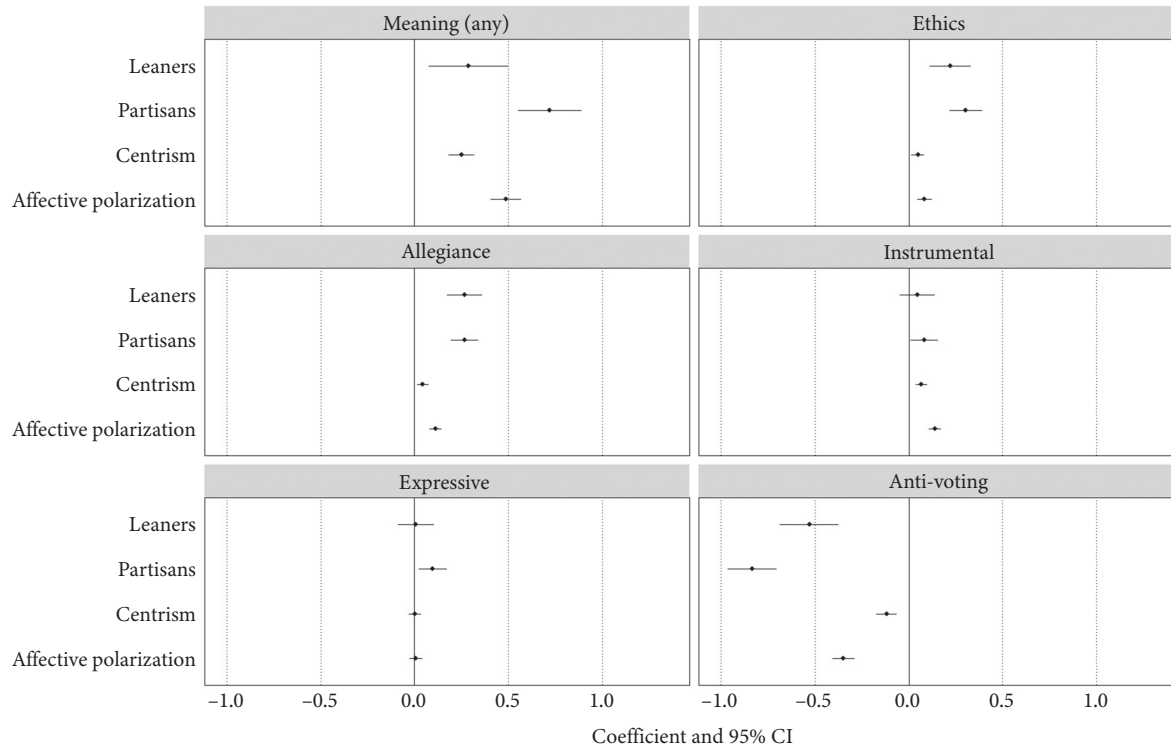 Meaning (any)
Ethics
Leaners
Partisans
Centrism
Affective polarization
Allegiance
Instrumental
Leaners
Partisans
Centrism
Affective polarization
Expressive
Anti-voting
Leaners
Partisans
Centrism
Affective polarization
−1.0 −0.5 0.0 0.5 1.0 −1.0 −0.5 0.0 0.5 1.0
Coefficient and 95% CI